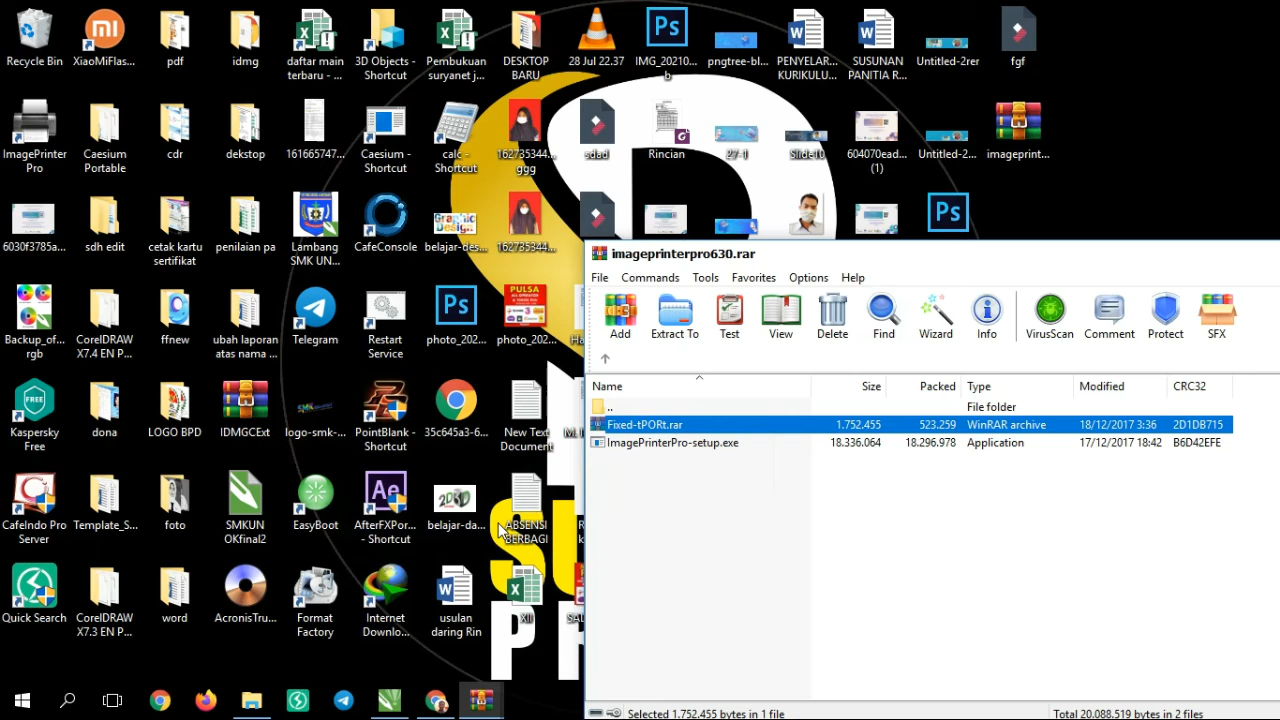 Recycle Bin
XiaoMiFlas...
pdf
idmg
daftar main
terbaru - ...
3D Objects -
Shortcut
Pembukuan
suryanet j...
DESKTOP
BARU
28 Jul 22.37
IMG_20210...
b
pngtree-bl...
PENYELAR...
KURIKULU...
SUSUNAN
PANITIA R...
Untitled-2rer
fgf
ImagePrinter
Pro
Caesium
Portable
cdr
dekstop
161665747...
Caesium -
Shortcut
calc -
Shortcut
162735344...
ggg
sdad
Rincian
27-1
Slide10
604070ead...
(1)
Untitled-2...
imageprint...
6030f3785a...
sdh edit
cetak kartu
sertifikat
penilaian pa
Lambang
SMK UN...
CafeConsole
belajar-des...
162735344...
Backup_of...
rgb
CorelDRAW
X7.4 EN P...
ffnew
ubah laporan
atas nama ...
Telegram
Restart
Service
photo_202...
photo_202...
Kaspersky
Free
dona
LOGO BPD
IDMGCExt
logo-smk-...
PointBlank -
Shortcut
35c645a3-6...
New Text
Document
CafeIndo Pro
Server
Template_S...
foto
SMKUN
OKfinal2
EasyBoot
AfterFXPor...
- Shortcut
belajar-da...
ABSENSI
BERBAGI
Quick Search
CorelDRAW
X7.3 EN P...
word
AcronisTru...
Format
Factory
Internet
Downlo...
usulan
daring Rin
XII
imageprinterpro630.rar
File Commands Tools Favorites Options Help
Add Extract To Test View Delete Find Wizard Info VirusScan Comment Protect SFX
Name Size Packed Type Modified CRC32
.. File folder
Fixed-tPORt.rar 1.752.455 523.259 WinRAR archive 18/12/2017 3:36 2D1DB715
ImagePrinterPro-setup.exe 18.336.064 18.296.978 Application 17/12/2017 18:42 B6D42EFE
Selected 1.752.455 bytes in 1 file Total 20.088.519 bytes in 2 files